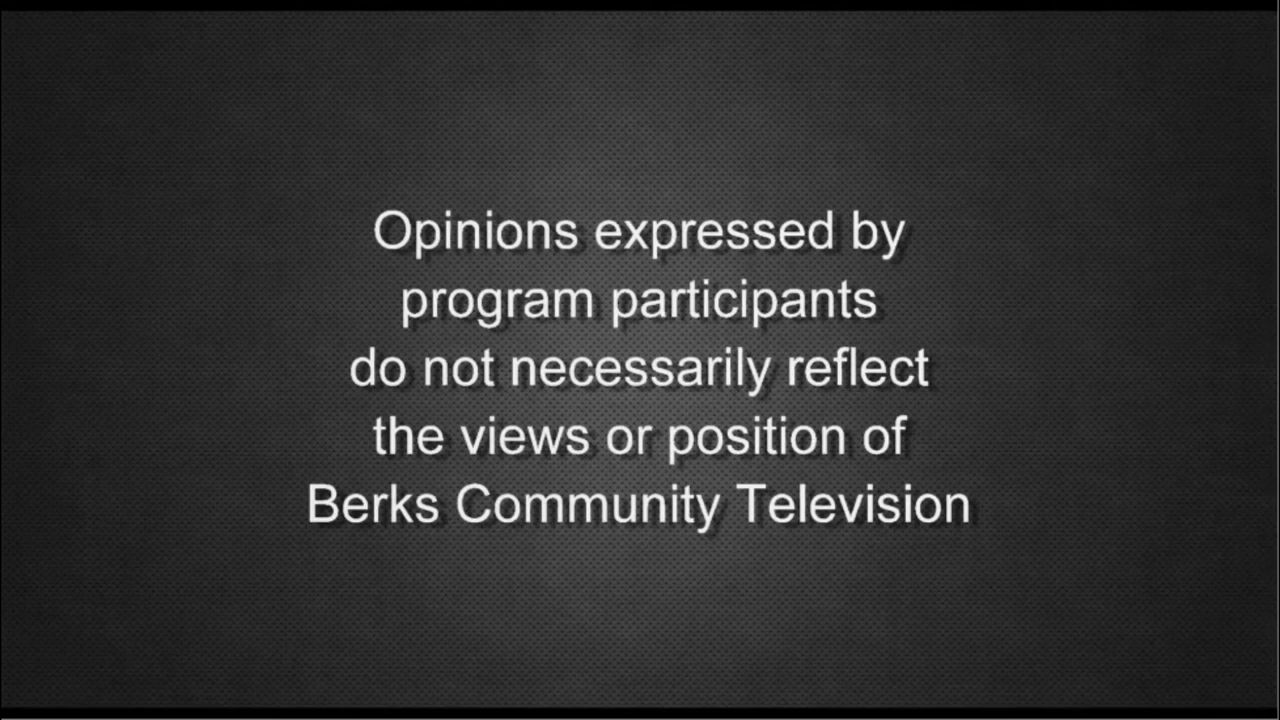 Opinions expressed by
program participants
do not necessarily reflect
the views or position of
Berks Community Television